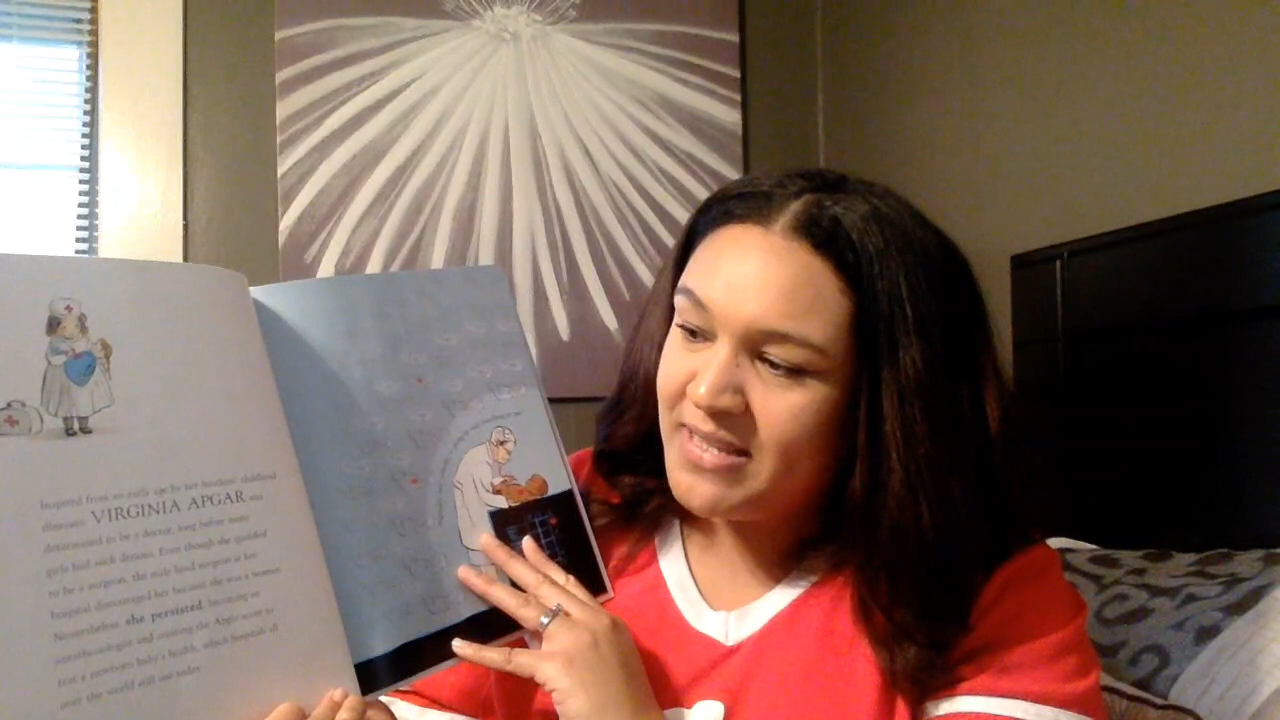 Inspired from an early age by her brothers' childhood
illnesses, VIRGINIA APGAR was
determined to be a doctor, long before most
girls had such dreams. Even though she qualified
to be a surgeon, the male head surgeon at her
hospital discouraged her because she was a woman.
Nevertheless, she persisted, becoming an
anesthesiologist and creating the Apgar score to
test a newborn baby's health, which hospitals all
over the world still use today.